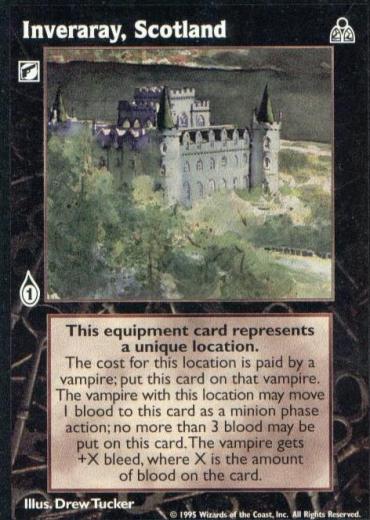 Inveraray, Scotland
1
This equipment card represents
a unique location.
The cost for this location is paid by a
vampire; put this card on that vampire.
The vampire with this location may move
1 blood to this card as a minion phase
action; no more than 3 blood may be
put on this card. The vampire gets
+X bleed, where X is the amount
of blood on the card.
Illus. Drew Tucker
© 1995 Wizards of the Coast, Inc. All Rights Reserved.